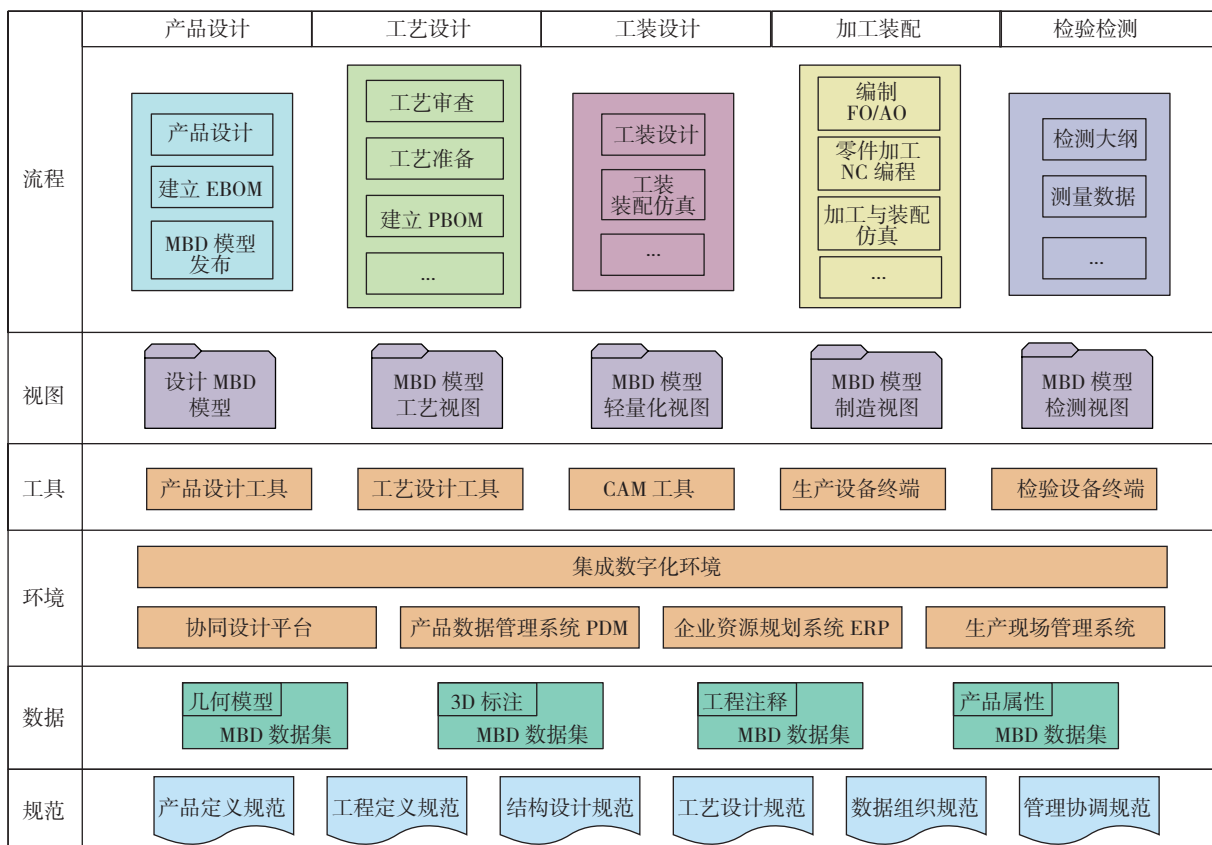 产品设计
工艺设计
工装设计
加工装配
检验检测
流程
产品设计
建立 EBOM
MBD 模型
发布
工艺审查
工艺准备
建立 PBOM
...
工装设计
工装
装配仿真
...
编制
FO/AO
零件加工
NC 编程
加工与装配
仿真
...
检测大纲
测量数据
...
视图
设计 MBD
模型
MBD 模型
工艺视图
MBD 模型
轻量化视图
MBD 模型
制造视图
MBD 模型
检测视图
工具
产品设计工具
工艺设计工具
CAM 工具
生产设备终端
检验设备终端
环境
集成数字化环境
协同设计平台
产品数据管理系统 PDM
企业资源规划系统 ERP
生产现场管理系统
数据
几何模型
MBD 数据集
3D 标注
MBD 数据集
工程注释
MBD 数据集
产品属性
MBD 数据集
规范
产品定义规范
工程定义规范
结构设计规范
工艺设计规范
数据组织规范
管理协调规范